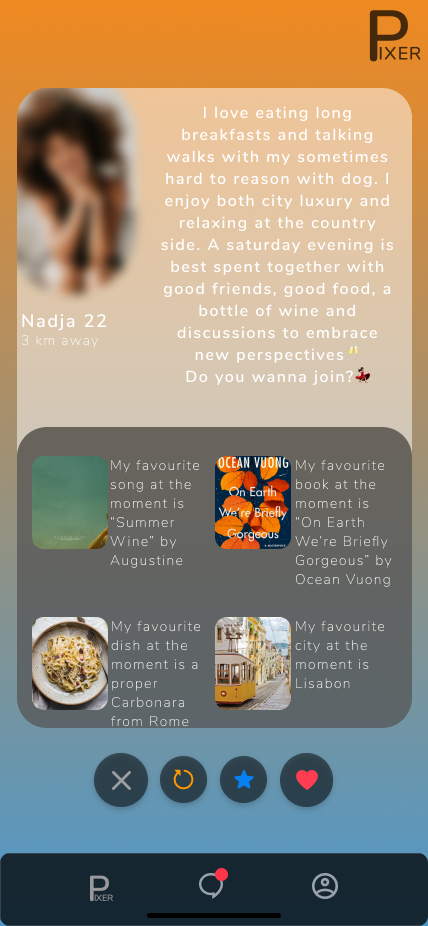 PIXER
I love eating long
breakfasts and talking
walks with my sometimes
hard to reason with dog. I
enjoy both city luxury and
relaxing at the country
side. A saturday evening is
best spent together with
good friends, good food, a
bottle of wine and
discussions to embrace
new perspectives
Do you wanna join?💃
Nadja 22
3 km away
My favourite
song at the
moment is
"Summer
Wine" by
Augustine
OCEAN VUONG
On Earth
We're Briefly
Gorgeous
My favourite
book at the
moment is
"On Earth
We're Briefly
Gorgeous" by
Ocean Vuong
My favourite
dish at the
moment is a
proper
Carbonara
from Rome
My favourite
city at the
moment is
Lisabon
PIXER